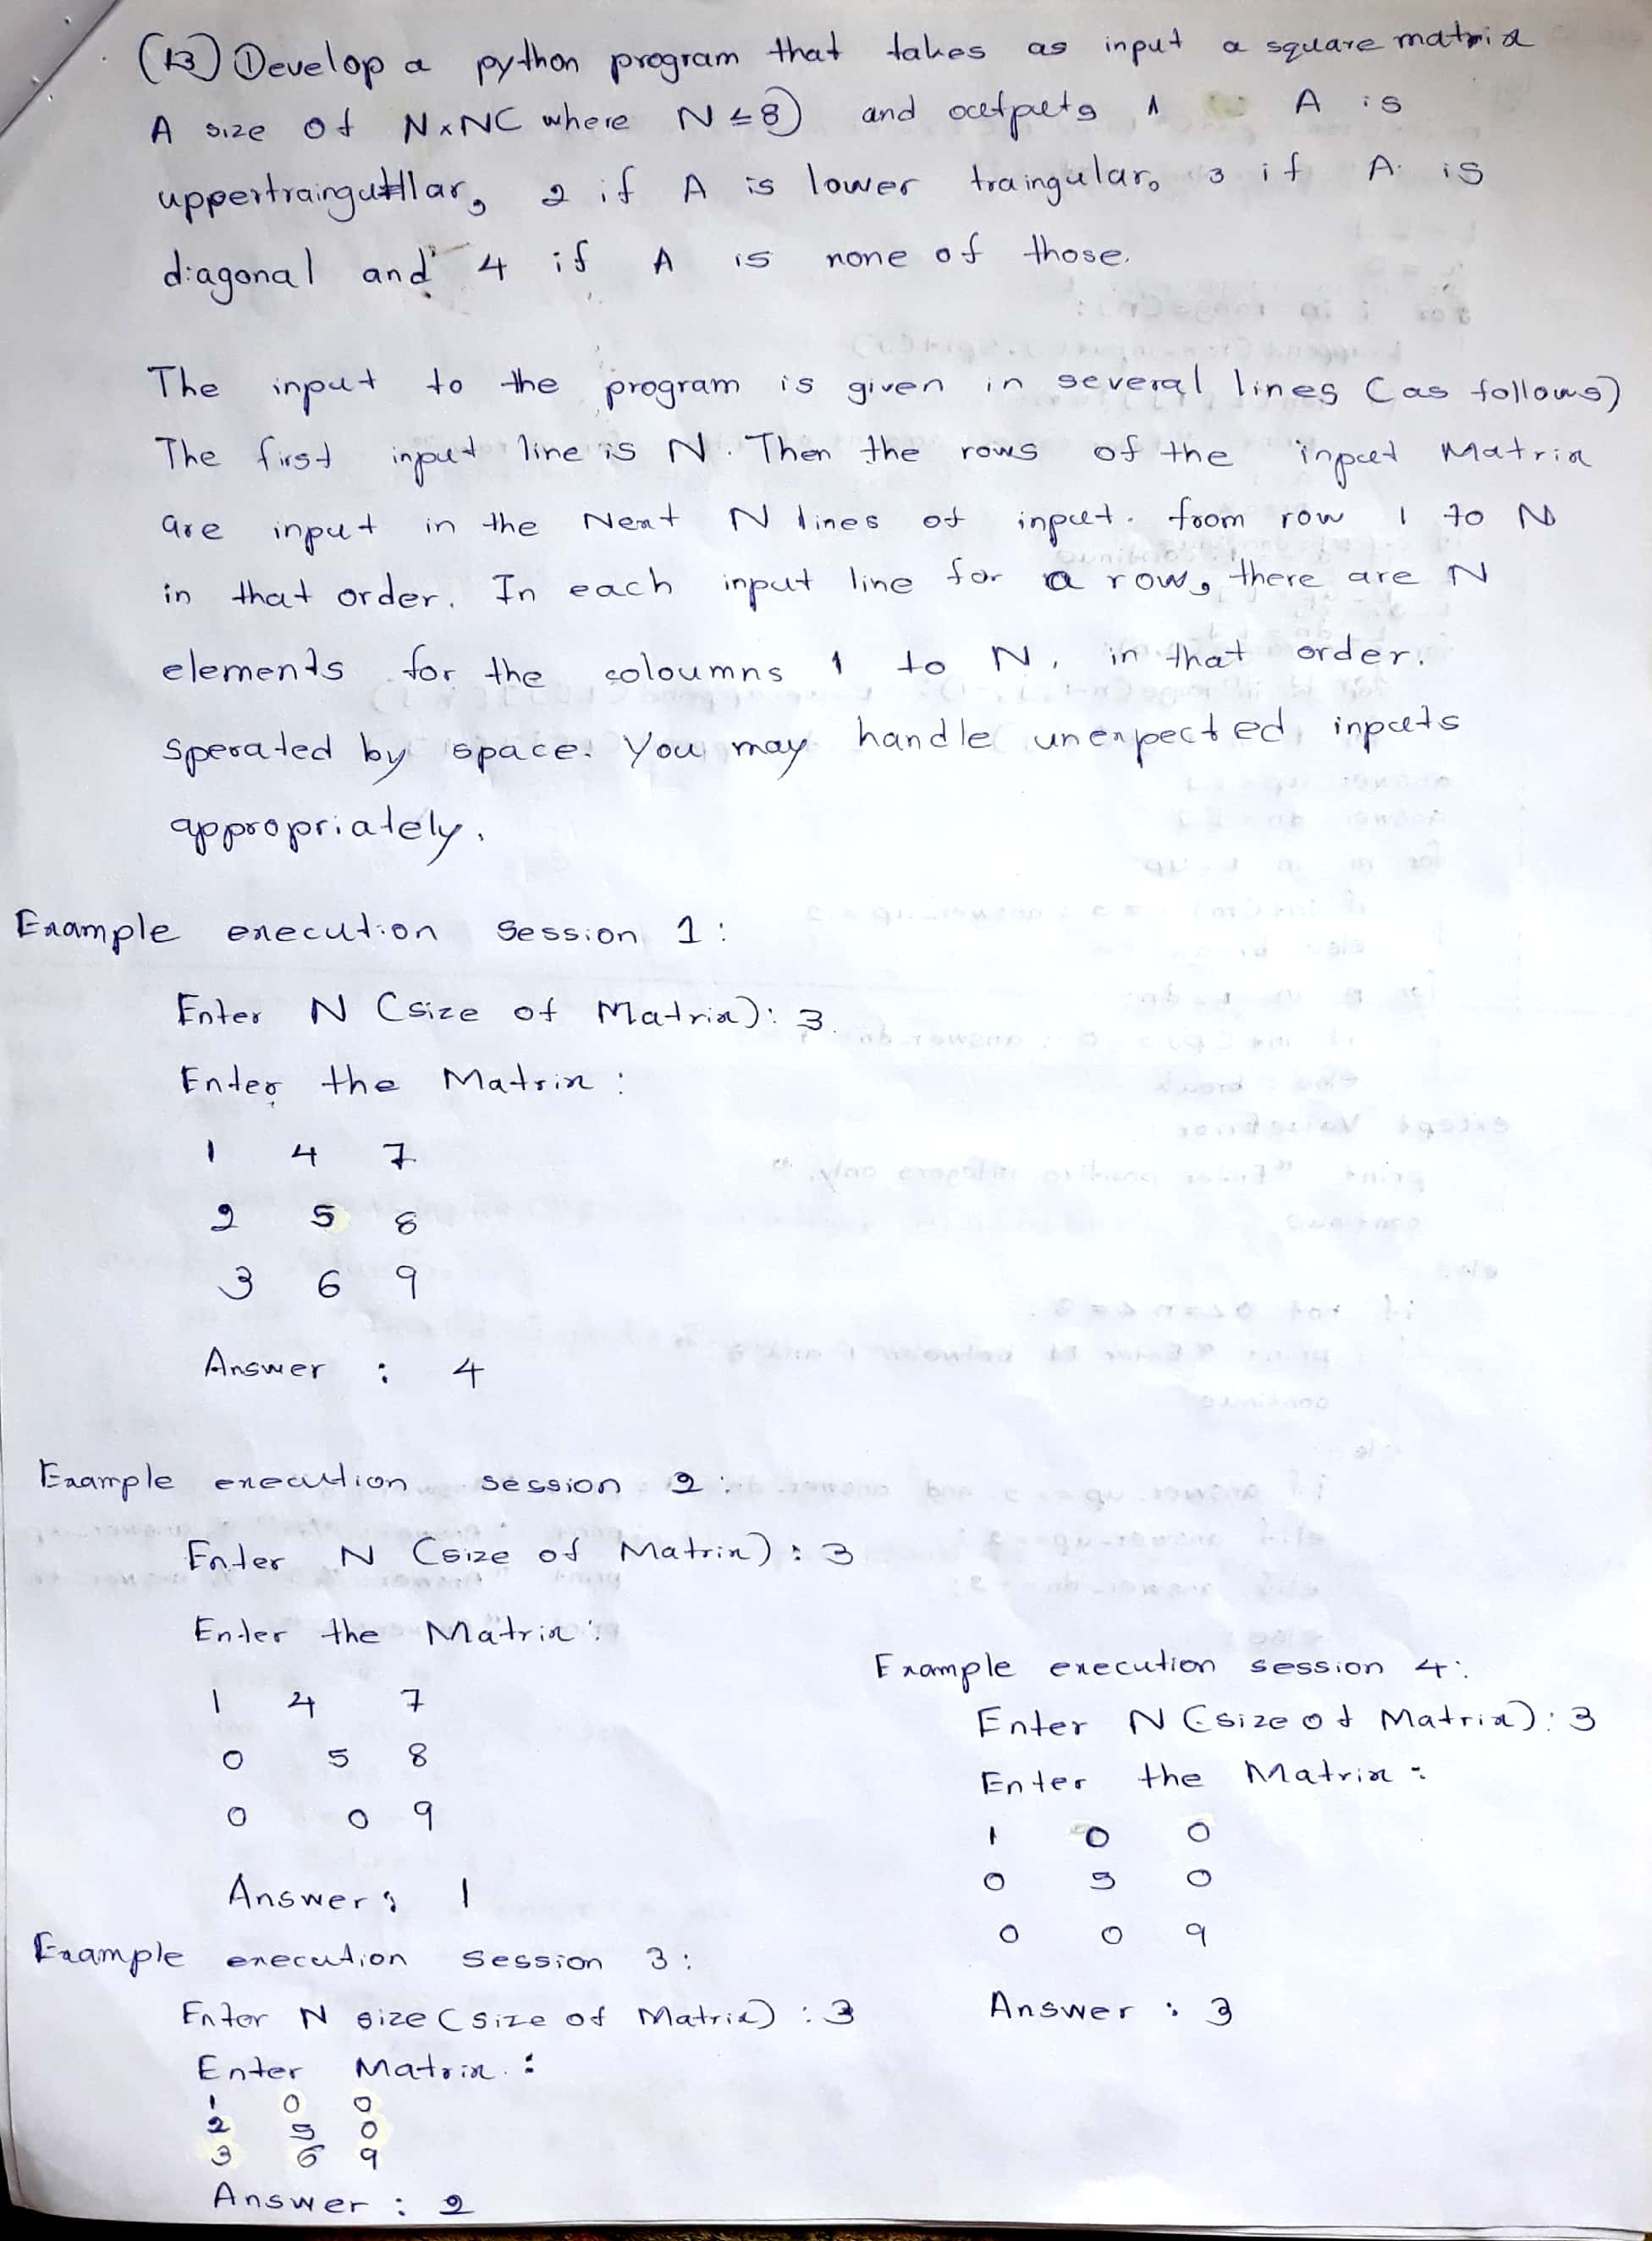 (13) Develop a python program that takes as input a square matrix
A size of NxNC where N ≤ 8) and outputs 1 A is
uppertraingutllar, 2 if A is lower traingular, 3 if A is
diagonal and 4 if A is none of those.
The input to the program is given in several lines (as follows)
The first input line is N. Then the rows of the input Matrix
are input in the Next N lines of input. from row 1 to N
in that order. In each input line for a row, there are N
elements for the coloumns 1 to N, in that order.
sperated by space. You may handle unexpected inputs
appropriately.
Example execution session 1:
Enter N (size of Matrix): 3
Enter the Matrix:
1 4 7
2 5 8
3 6 9
Answer : 4
Example execution session 2:
Enter N (size of Matrix): 3
Enter the Matrix:
1 4 7
0 5 8
0 0 9
Answer: 1
Example execution session 3:
Enter N size (size of Matrix) : 3
Enter Matrix :
1 0 0
2 5 0
3 6 9
Answer : 2
Example execution session 4:
Enter N (size of Matrix): 3
Enter the Matrix:
1 0 0
0 5 0
0 0 9
Answer : 3